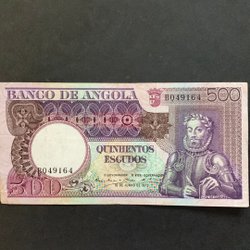 BANCO DE ANGOLA
B049164
500
QUINHENTOS
ESCUDOS
B049164
500